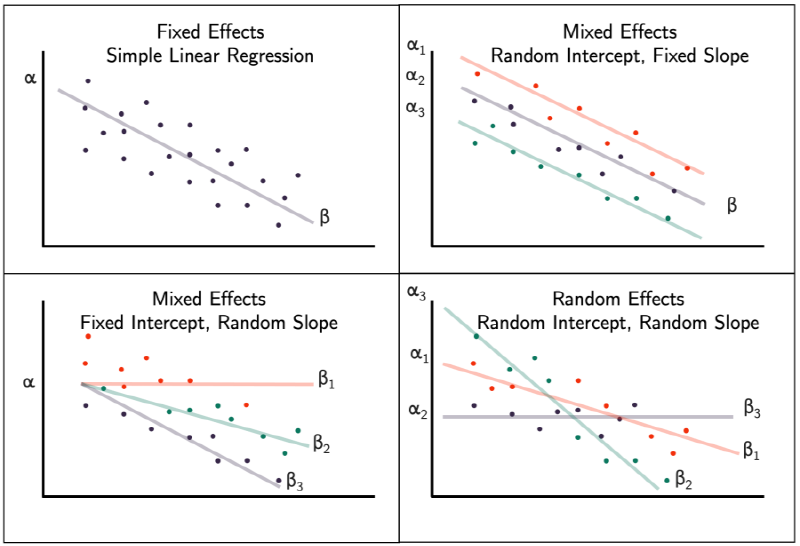 Fixed Effects
Simple Linear Regression
α
β
Mixed Effects
Random Intercept, Fixed Slope
α₁
α₂
α₃
β
Mixed Effects
Fixed Intercept, Random Slope
α
β₁
β₂
β₃
Random Effects
Random Intercept, Random Slope
α₃
α₁
α₂
β₃
β₁
β₂